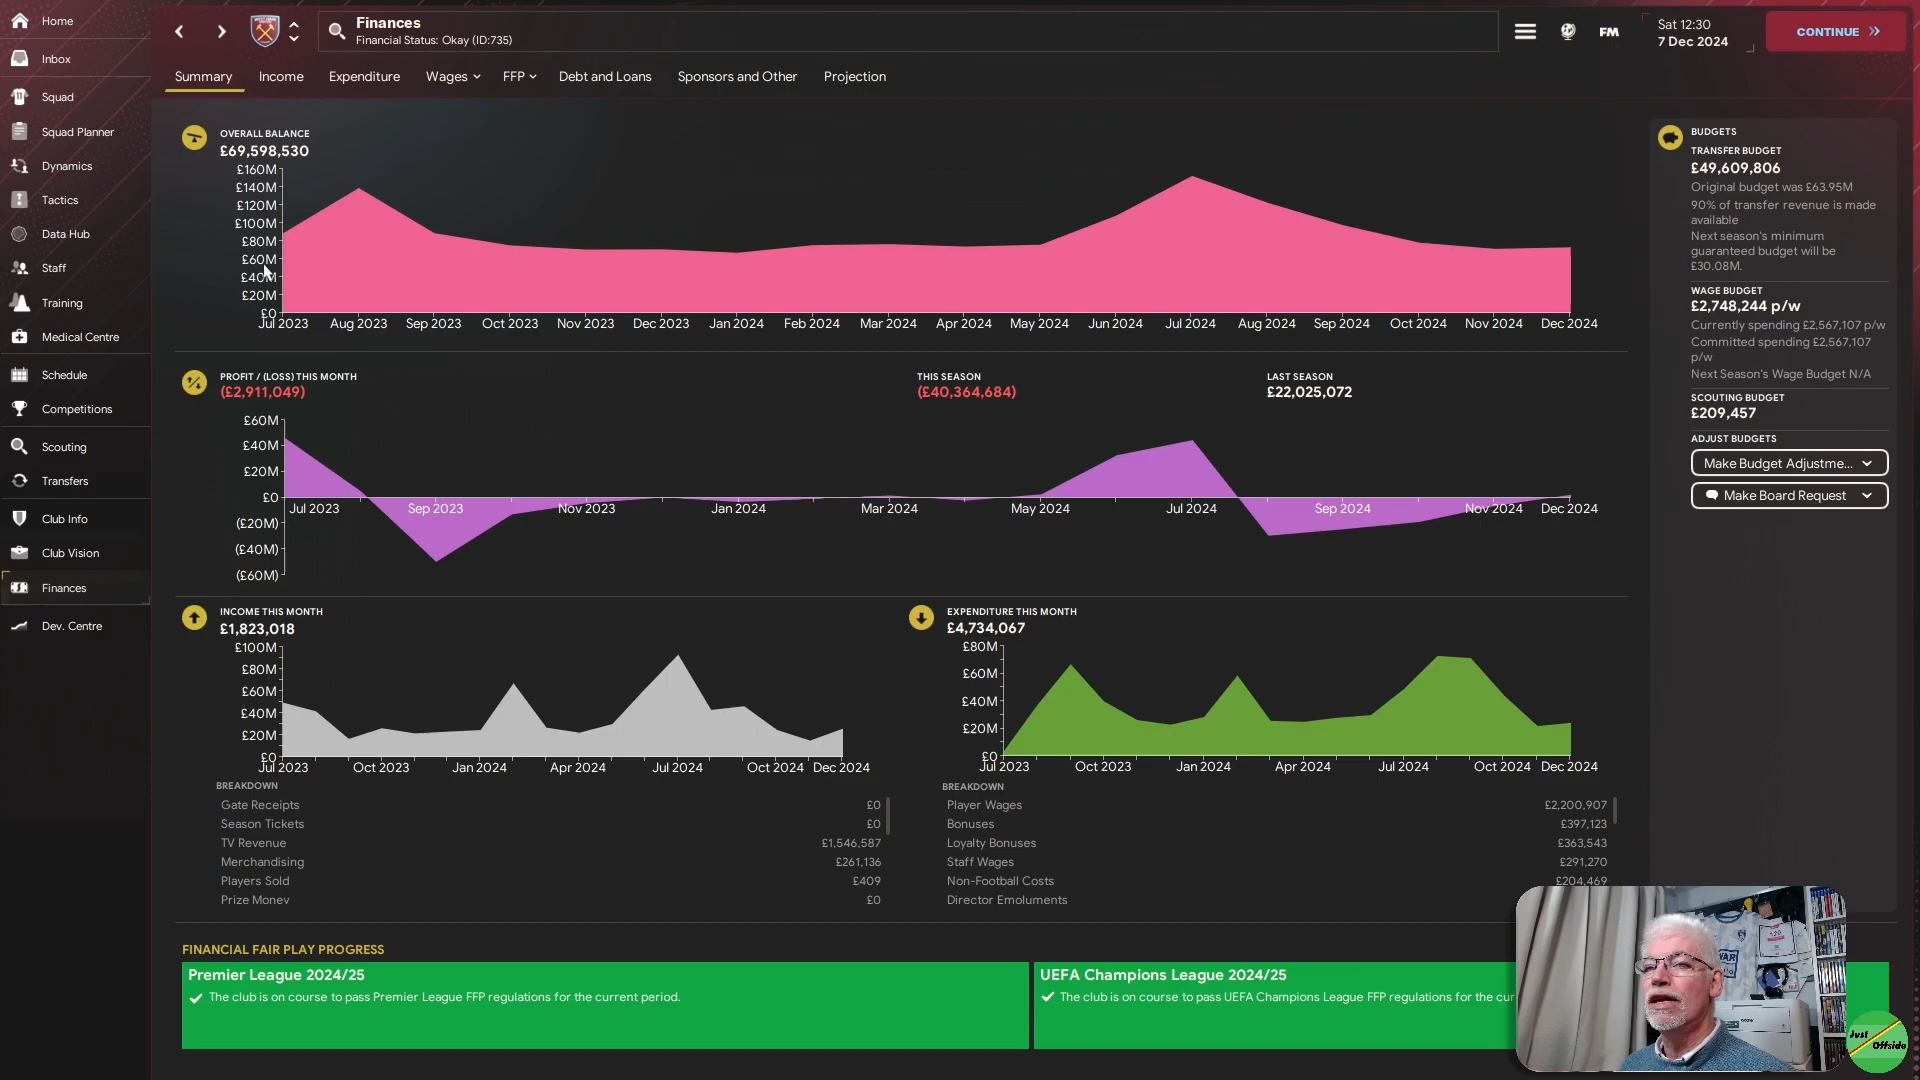 Home
Inbox
Squad
Squad Planner
Dynamics
Tactics
Data Hub
Staff
Training
Medical Centre
Schedule
Competitions
Scouting
Transfers
Club Info
Club Vision
Finances
Dev. Centre
Finances
Financial Status: Okay (ID:735)
FM
Sat 12:30
7 Dec 2024
CONTINUE
Summary Income Expenditure Wages FFP Debt and Loans Sponsors and Other Projection
OVERALL BALANCE
£69,598,530
£160M
£140M
£120M
£100M
£80M
£60M
£40M
£20M
£0
Jul 2023 Aug 2023 Sep 2023 Oct 2023 Nov 2023 Dec 2023 Jan 2024 Feb 2024 Mar 2024 Apr 2024 May 2024 Jun 2024 Jul 2024 Aug 2024 Sep 2024 Oct 2024 Nov 2024 Dec 2024
PROFIT / (LOSS) THIS MONTH
(£2,911,049)
THIS SEASON
(£40,364,684)
LAST SEASON
£22,025,072
£60M
£40M
£20M
£0
(£20M)
(£40M)
(£60M)
Jul 2023 Sep 2023 Nov 2023 Jan 2024 Mar 2024 May 2024 Jul 2024 Sep 2024 Nov 2024 Dec 2024
INCOME THIS MONTH
£1,823,018
£100M
£80M
£60M
£40M
£20M
£0
Jul 2023 Oct 2023 Jan 2024 Apr 2024 Jul 2024 Oct 2024 Dec 2024
BREAKDOWN
Gate Receipts £0
Season Tickets £0
TV Revenue £1,546,587
Merchandising £261,136
Players Sold £409
Prize Money £0
EXPENDITURE THIS MONTH
£4,734,067
£80M
£60M
£40M
£20M
£0
Jul 2023 Oct 2023 Jan 2024 Apr 2024 Jul 2024 Oct 2024 Dec 2024
BREAKDOWN
Player Wages £2,200,907
Bonuses £397,123
Loyalty Bonuses £363,543
Staff Wages £291,270
Non-Football Costs £204,469
Director Emoluments
BUDGETS
TRANSFER BUDGET
£49,609,806
Original budget was £63.95M
90% of transfer revenue is made
available
Next season's minimum
guaranteed budget will be
£30.08M.
WAGE BUDGET
£2,748,244 p/w
Currently spending £2,567,107 p/w
Committed spending £2,567,107
p/w
Next Season's Wage Budget N/A
SCOUTING BUDGET
£209,457
ADJUST BUDGETS
Make Budget Adjustme...
Make Board Request
FINANCIAL FAIR PLAY PROGRESS
Premier League 2024/25
The club is on course to pass Premier League FFP regulations for the current period.
UEFA Champions League 2024/25
The club is on course to pass UEFA Champions League FFP regulations for the cur
Just
Offside